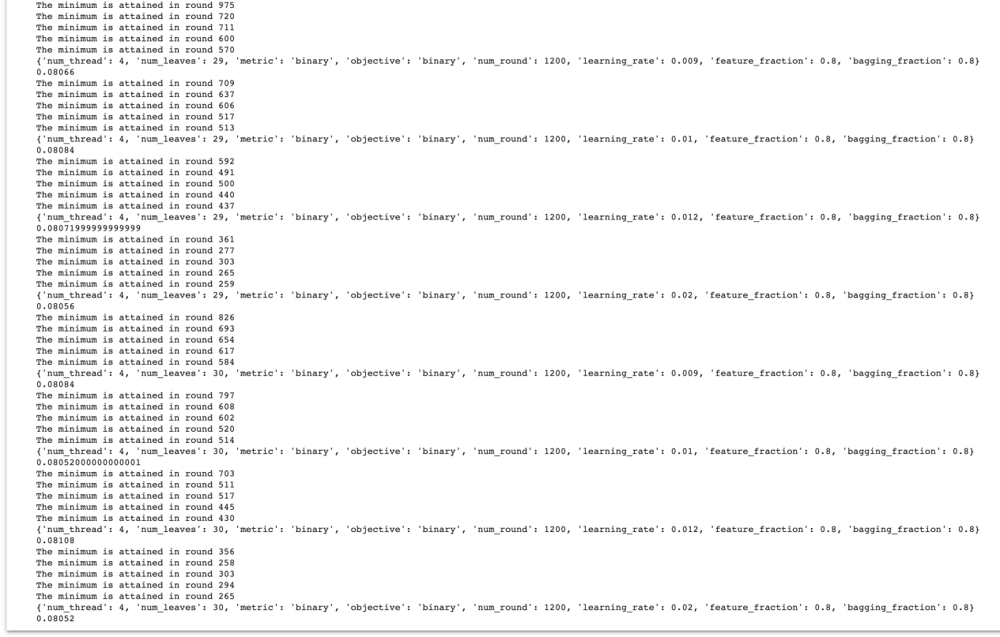 The minimum is attained in round 975
The minimum is attained in round 720
The minimum is attained in round 711
The minimum is attained in round 600
The minimum is attained in round 570
{'num_thread': 4, 'num_leaves': 29, 'metric': 'binary', 'objective': 'binary', 'num_round': 1200, 'learning_rate': 0.009, 'feature_fraction': 0.8, 'bagging_fraction': 0.8}
0.08066
The minimum is attained in round 709
The minimum is attained in round 637
The minimum is attained in round 606
The minimum is attained in round 517
The minimum is attained in round 513
{'num_thread': 4, 'num_leaves': 29, 'metric': 'binary', 'objective': 'binary', 'num_round': 1200, 'learning_rate': 0.01, 'feature_fraction': 0.8, 'bagging_fraction': 0.8}
0.08084
The minimum is attained in round 592
The minimum is attained in round 491
The minimum is attained in round 500
The minimum is attained in round 440
The minimum is attained in round 437
{'num_thread': 4, 'num_leaves': 29, 'metric': 'binary', 'objective': 'binary', 'num_round': 1200, 'learning_rate': 0.012, 'feature_fraction': 0.8, 'bagging_fraction': 0.8}
0.08071999999999999
The minimum is attained in round 361
The minimum is attained in round 277
The minimum is attained in round 303
The minimum is attained in round 265
The minimum is attained in round 259
{'num_thread': 4, 'num_leaves': 29, 'metric': 'binary', 'objective': 'binary', 'num_round': 1200, 'learning_rate': 0.02, 'feature_fraction': 0.8, 'bagging_fraction': 0.8}
0.08056
The minimum is attained in round 826
The minimum is attained in round 693
The minimum is attained in round 654
The minimum is attained in round 617
The minimum is attained in round 584
{'num_thread': 4, 'num_leaves': 30, 'metric': 'binary', 'objective': 'binary', 'num_round': 1200, 'learning_rate': 0.009, 'feature_fraction': 0.8, 'bagging_fraction': 0.8}
0.08084
The minimum is attained in round 797
The minimum is attained in round 608
The minimum is attained in round 602
The minimum is attained in round 520
The minimum is attained in round 514
{'num_thread': 4, 'num_leaves': 30, 'metric': 'binary', 'objective': 'binary', 'num_round': 1200, 'learning_rate': 0.01, 'feature_fraction': 0.8, 'bagging_fraction': 0.8}
0.08052000000000001
The minimum is attained in round 703
The minimum is attained in round 511
The minimum is attained in round 517
The minimum is attained in round 445
The minimum is attained in round 430
{'num_thread': 4, 'num_leaves': 30, 'metric': 'binary', 'objective': 'binary', 'num_round': 1200, 'learning_rate': 0.012, 'feature_fraction': 0.8, 'bagging_fraction': 0.8}
0.08108
The minimum is attained in round 356
The minimum is attained in round 258
The minimum is attained in round 303
The minimum is attained in round 294
The minimum is attained in round 265
{'num_thread': 4, 'num_leaves': 30, 'metric': 'binary', 'objective': 'binary', 'num_round': 1200, 'learning_rate': 0.02, 'feature_fraction': 0.8, 'bagging_fraction': 0.8}
0.08052